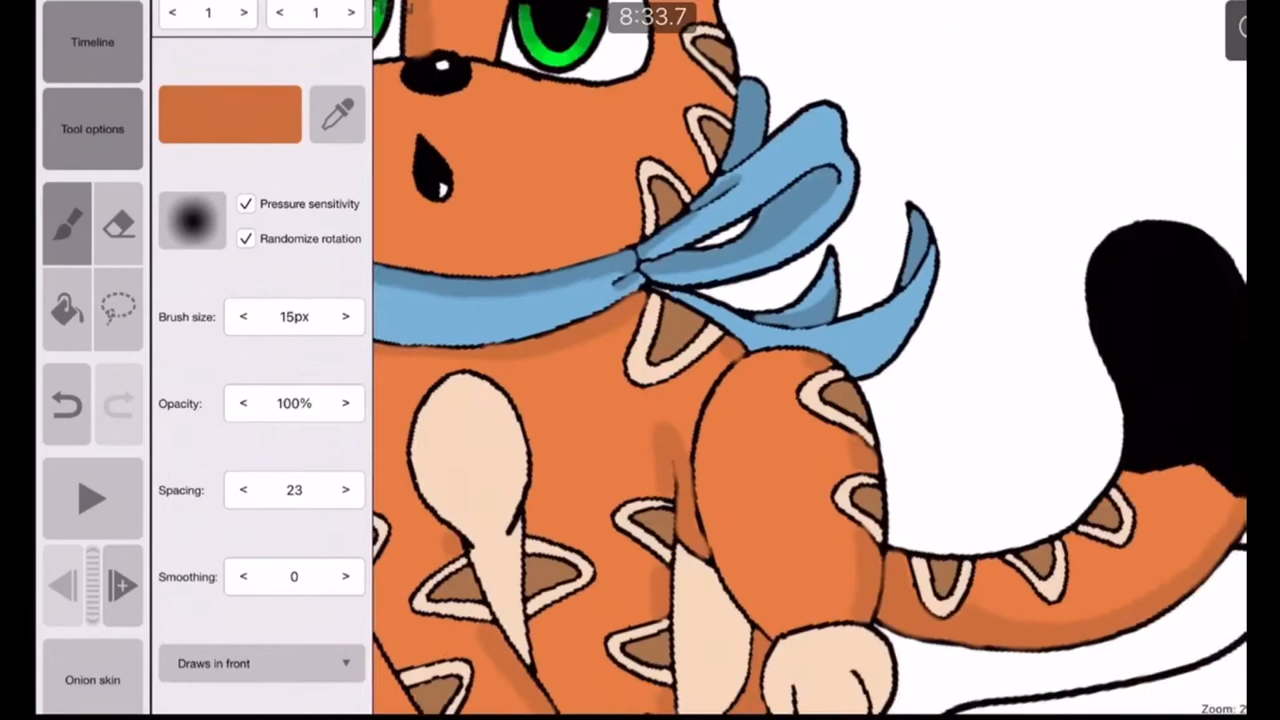 8:33.7
< 1 > < 1 >
Timeline
Tool options
Pressure sensitivity
Randomize rotation
Brush size: < 15px >
Opacity: < 100% >
Spacing: < 23 >
Smoothing: < 0 >
Draws in front
Onion skin
Zoom: 2